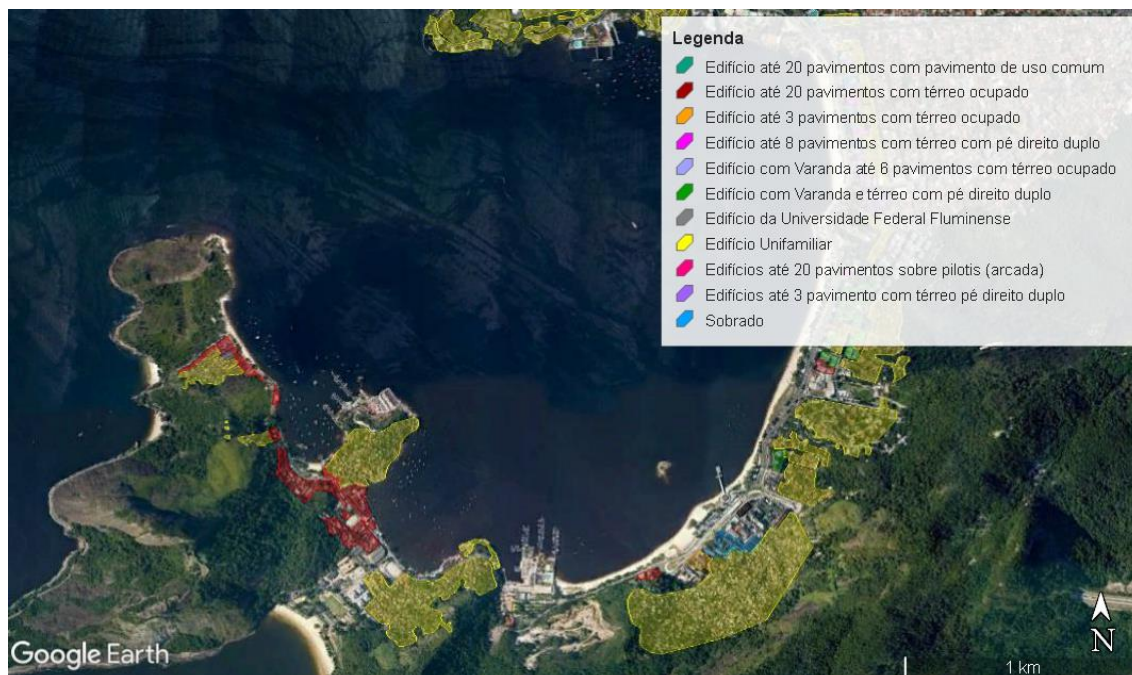 Legenda
Edifício até 20 pavimentos com pavimento de uso comum
Edifício até 20 pavimentos com térreo ocupado
Edifício até 3 pavimentos com térreo ocupado
Edifício até 8 pavimentos com térreo com pé direito duplo
Edifício com Varanda até 6 pavimentos com térreo ocupado
Edifício com Varanda e térreo com pé direito duplo
Edifício da Universidade Federal Fluminense
Edifício Unifamiliar
Edifícios até 20 pavimentos sobre pilotis (arcada)
Edifícios até 3 pavimento com térreo pé direito duplo
Sobrado
N
Google Earth
1 km